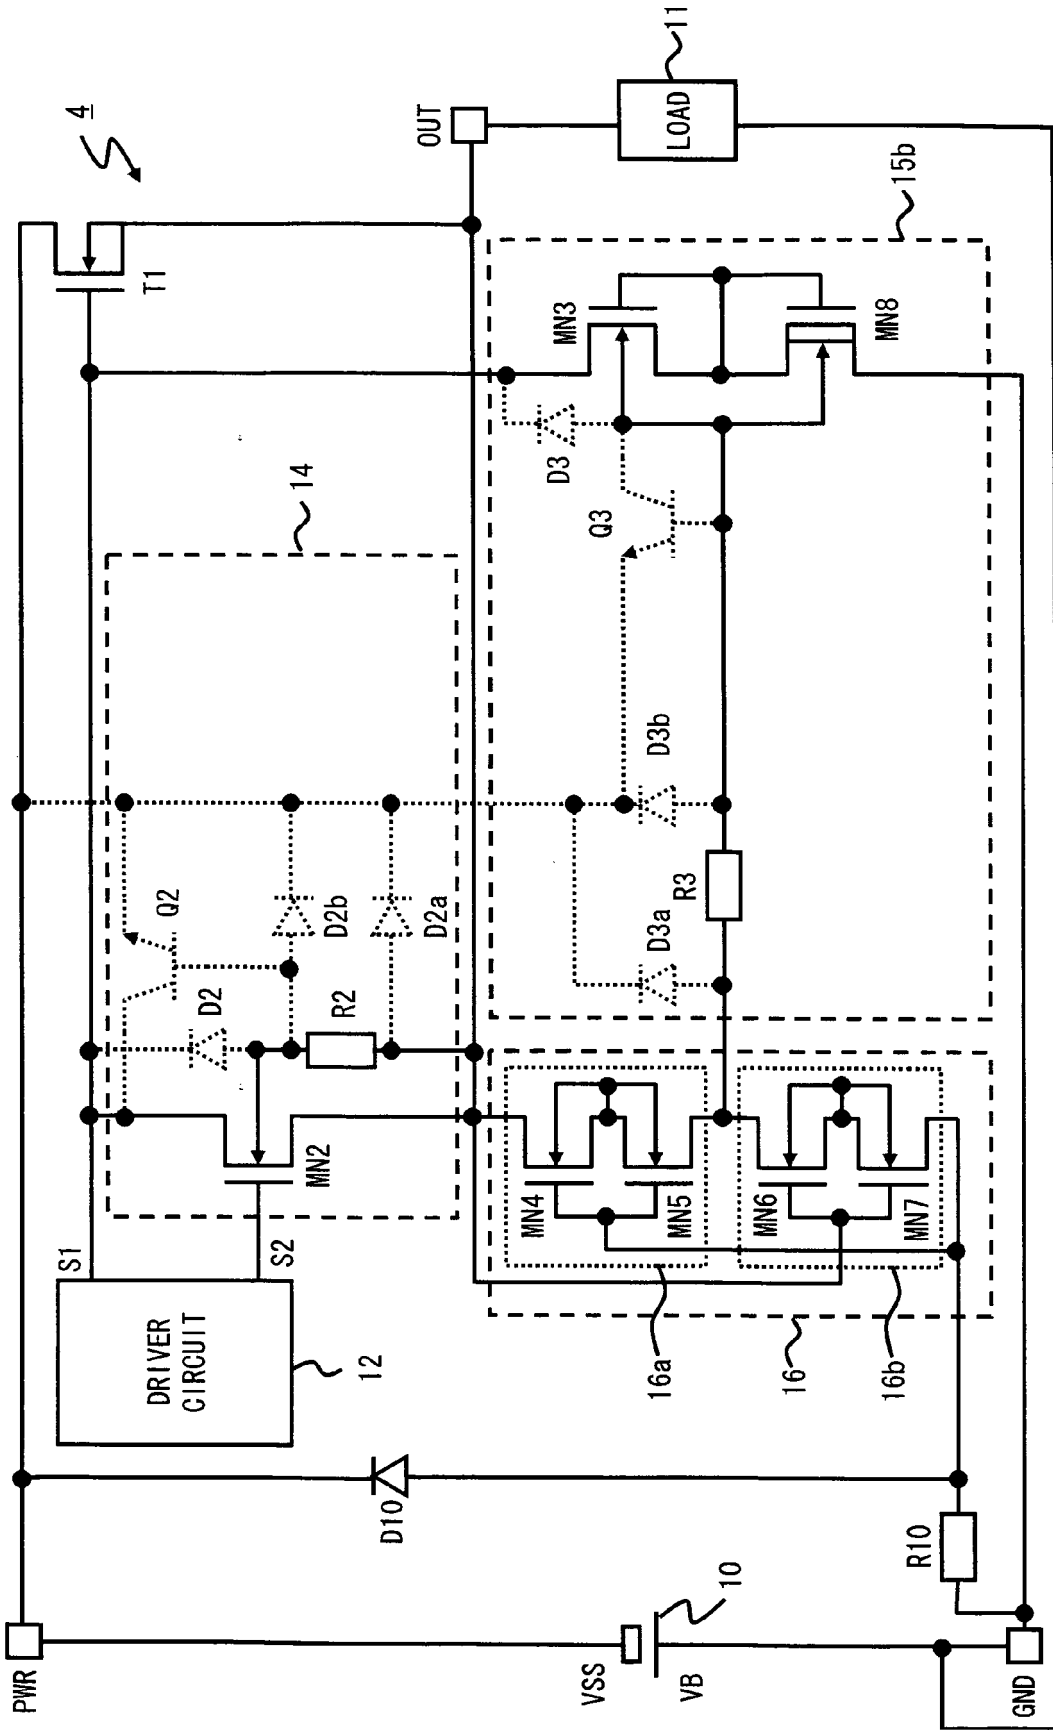 4
PWR
S1
DRIVER
CIRCUIT
12
S2
MN2
D2
Q2
R2
D2b
D2a
14
T1
OUT
LOAD
11
D10
VSS
VB
10
R10
GND
MN4
MN5
MN6
MN7
16a
16
16b
D3a
R3
D3b
Q3
D3
MN3
MN8
15b